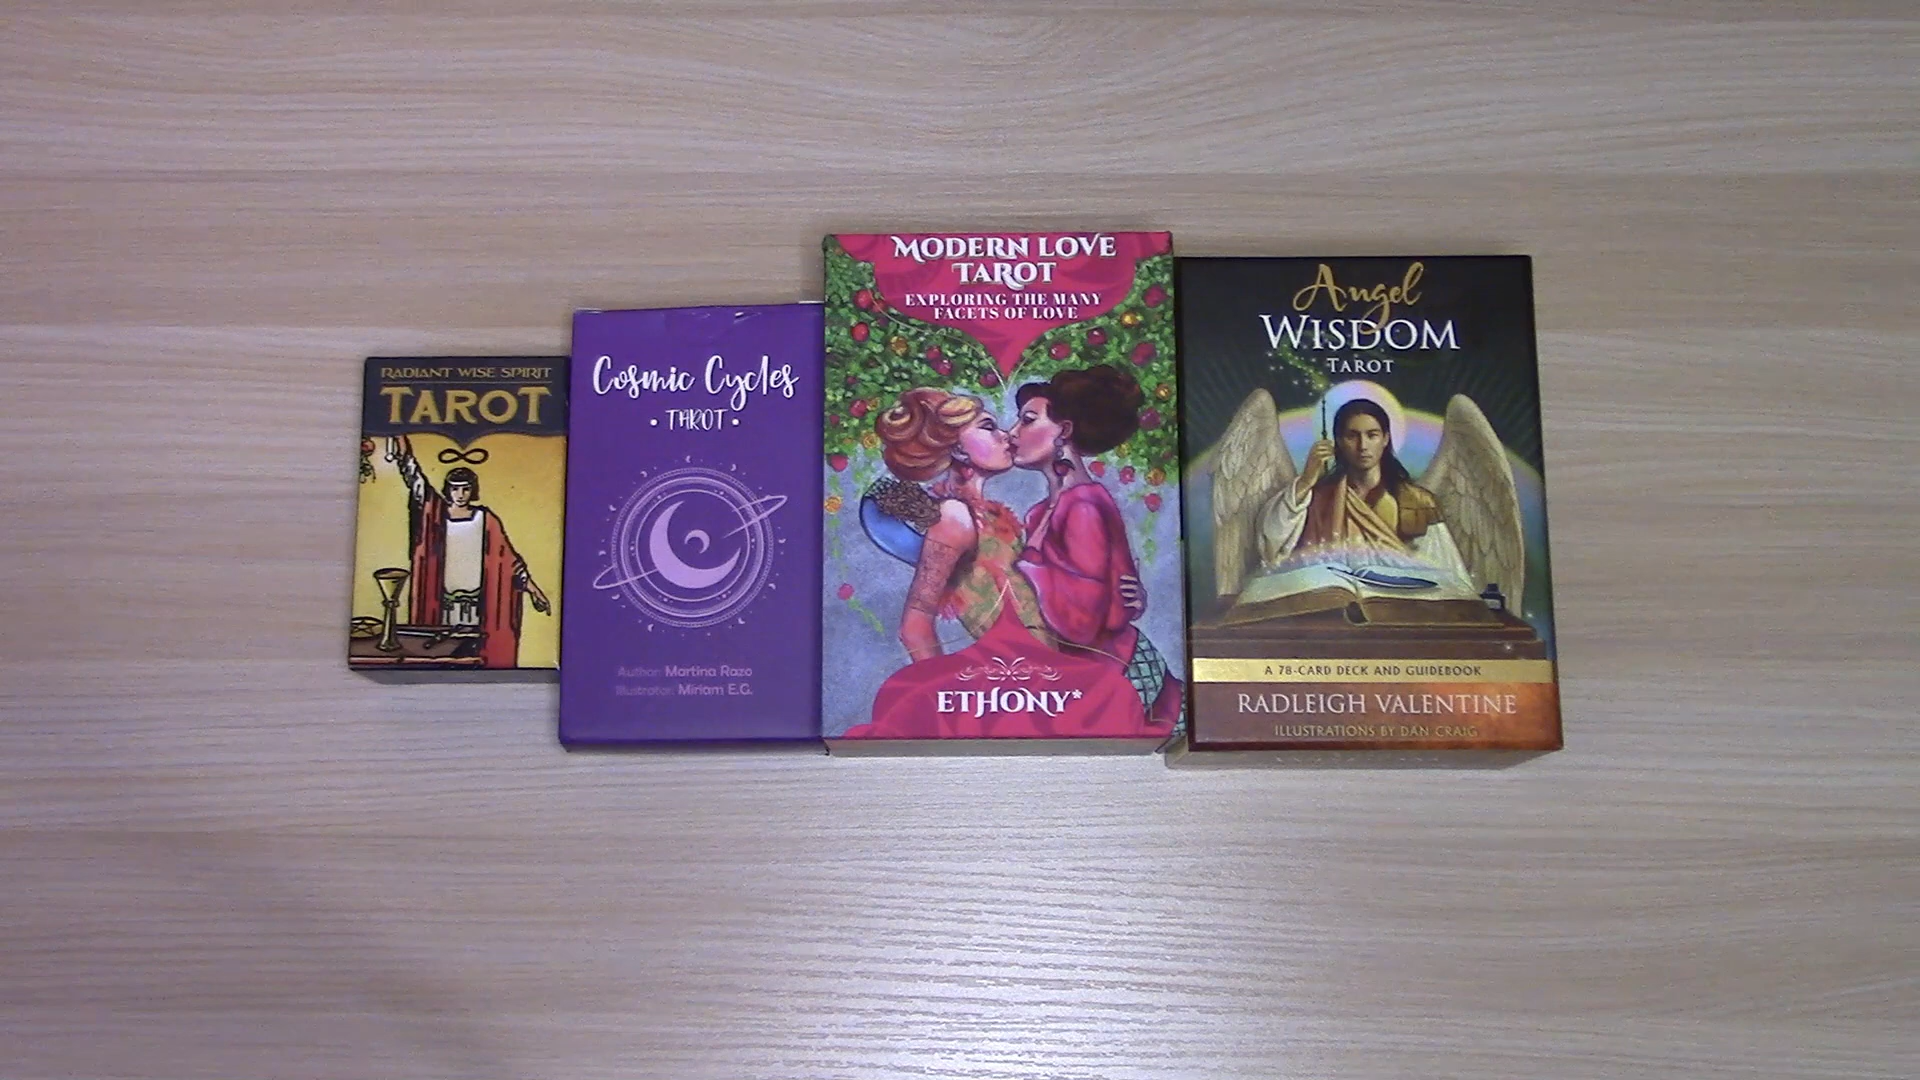 RADIANT WISE SPIRIT
TAROT
Cosmic Cycles
• TAROT •
Author: Martina Razo
Illustrator: Miriam E.G.
MODERN LOVE
TAROT
EXPLORING THE MANY
FACETS OF LOVE
ETHONY*
Angel
WISDOM
TAROT
A 78-CARD DECK AND GUIDEBOOK
RADLEIGH VALENTINE
ILLUSTRATIONS BY DAN CRAIG